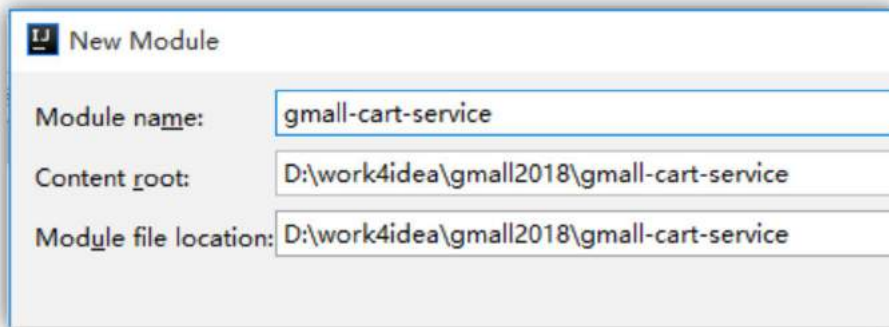 IJ New Module
Module name: gmall-cart-service
Content root: D:\work4idea\gmall2018\gmall-cart-service
Module file location: D:\work4idea\gmall2018\gmall-cart-service